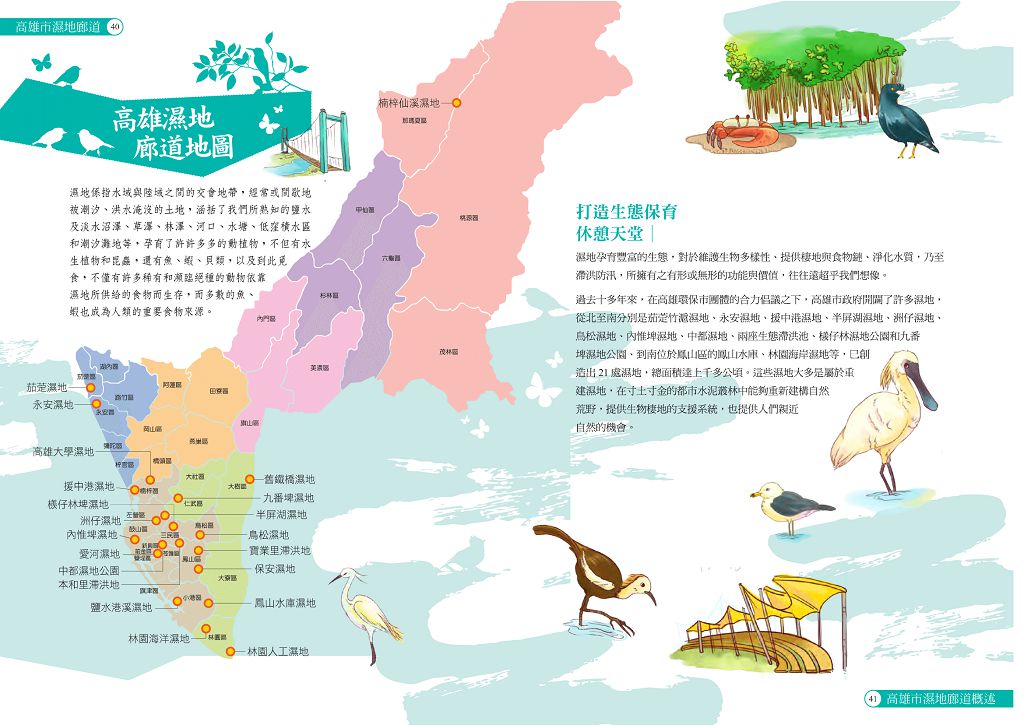 高雄市濕地廊道 40
高雄濕地
廊道地圖
濕地係指水域與陸域之間的交會地帶，經常或間歇地
被潮汐、洪水淹沒的土地，涵括了我們所熟知的鹽水
及淡水沼澤、草澤、林澤、河口、水塘、低窪積水區
和潮汐灘地等，孕育了許許多多的動植物，不但有水
生植物和昆蟲，還有魚、蝦、貝類，以及到此覓
食，不僅有許多稀有和瀕臨絕種的動物依靠
濕地所供給的食物而生存，而多數的魚、
蝦也成為人類的重要食物來源。
楠梓仙溪濕地
那瑪夏區
甲仙區
桃源區
六龜區
杉林區
內門區
茂林區
美濃區
旗山區
湖內區
茄萣區
阿蓮區
田寮區
路竹區
茄萣濕地
永安濕地
永安區
岡山區
燕巢區
彌陀區
高雄大學濕地
橋頭區
梓官區
大社區
大樹區
舊鐵橋濕地
援中港濕地
楠梓區
仁武區
九番埤濕地
檨仔林埤濕地
左營區
半屏湖濕地
洲仔濕地
鼓山區
鳥松區
內惟埤濕地
三民區
鳥松濕地
新興區
前金區
苓雅區
鹽埕區
愛河濕地
鳳山區
寶業里滯洪地
中都濕地公園
保安濕地
本和里滯洪地
大寮區
旗津區
小港區
鹽水港溪濕地
鳳山水庫濕地
林園海洋濕地
林園區
林園人工濕地
打造生態保育
休憩天堂｜
濕地孕育豐富的生態，對於維護生物多樣性、提供棲地與食物鏈、淨化水質，乃至
滯洪防汛，所擁有之有形或無形的功能與價值，往往遠超乎我們想像。
過去十多年來，在高雄環保市團體的合力倡議之下，高雄市政府開闢了許多濕地，
從北至南分別是茄萣竹滬濕地、永安濕地、援中港濕地、半屏湖濕地、洲仔濕地、
鳥松濕地、內惟埤濕地、中都濕地、兩座生態滯洪池、檨仔林濕地公園和九番
埤濕地公園、到南位於鳳山區的鳳山水庫、林園海岸濕地等，已創
造出 21 處濕地，總面積達上千多公頃。這些濕地大多是屬於重
建濕地，在寸土寸金的都市水泥叢林中能夠重新建構自然
荒野，提供生物棲地的支援系統，也提供人們親近
自然的機會。
41 高雄市濕地廊道概述